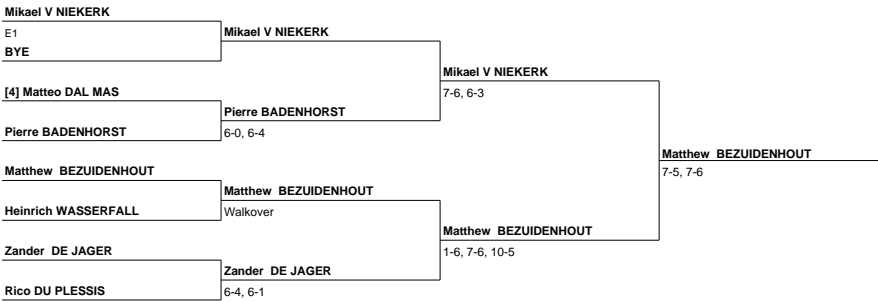 Mikael V NIEKERK
E1
BYE
Mikael V NIEKERK
[4] Matteo DAL MAS
Pierre BADENHORST
Pierre BADENHORST
6-0, 6-4
Mikael V NIEKERK
7-6, 6-3
Matthew BEZUIDENHOUT
Heinrich WASSERFALL
Matthew BEZUIDENHOUT
Walkover
Zander DE JAGER
Rico DU PLESSIS
Zander DE JAGER
6-4, 6-1
Matthew BEZUIDENHOUT
1-6, 7-6, 10-5
Matthew BEZUIDENHOUT
7-5, 7-6